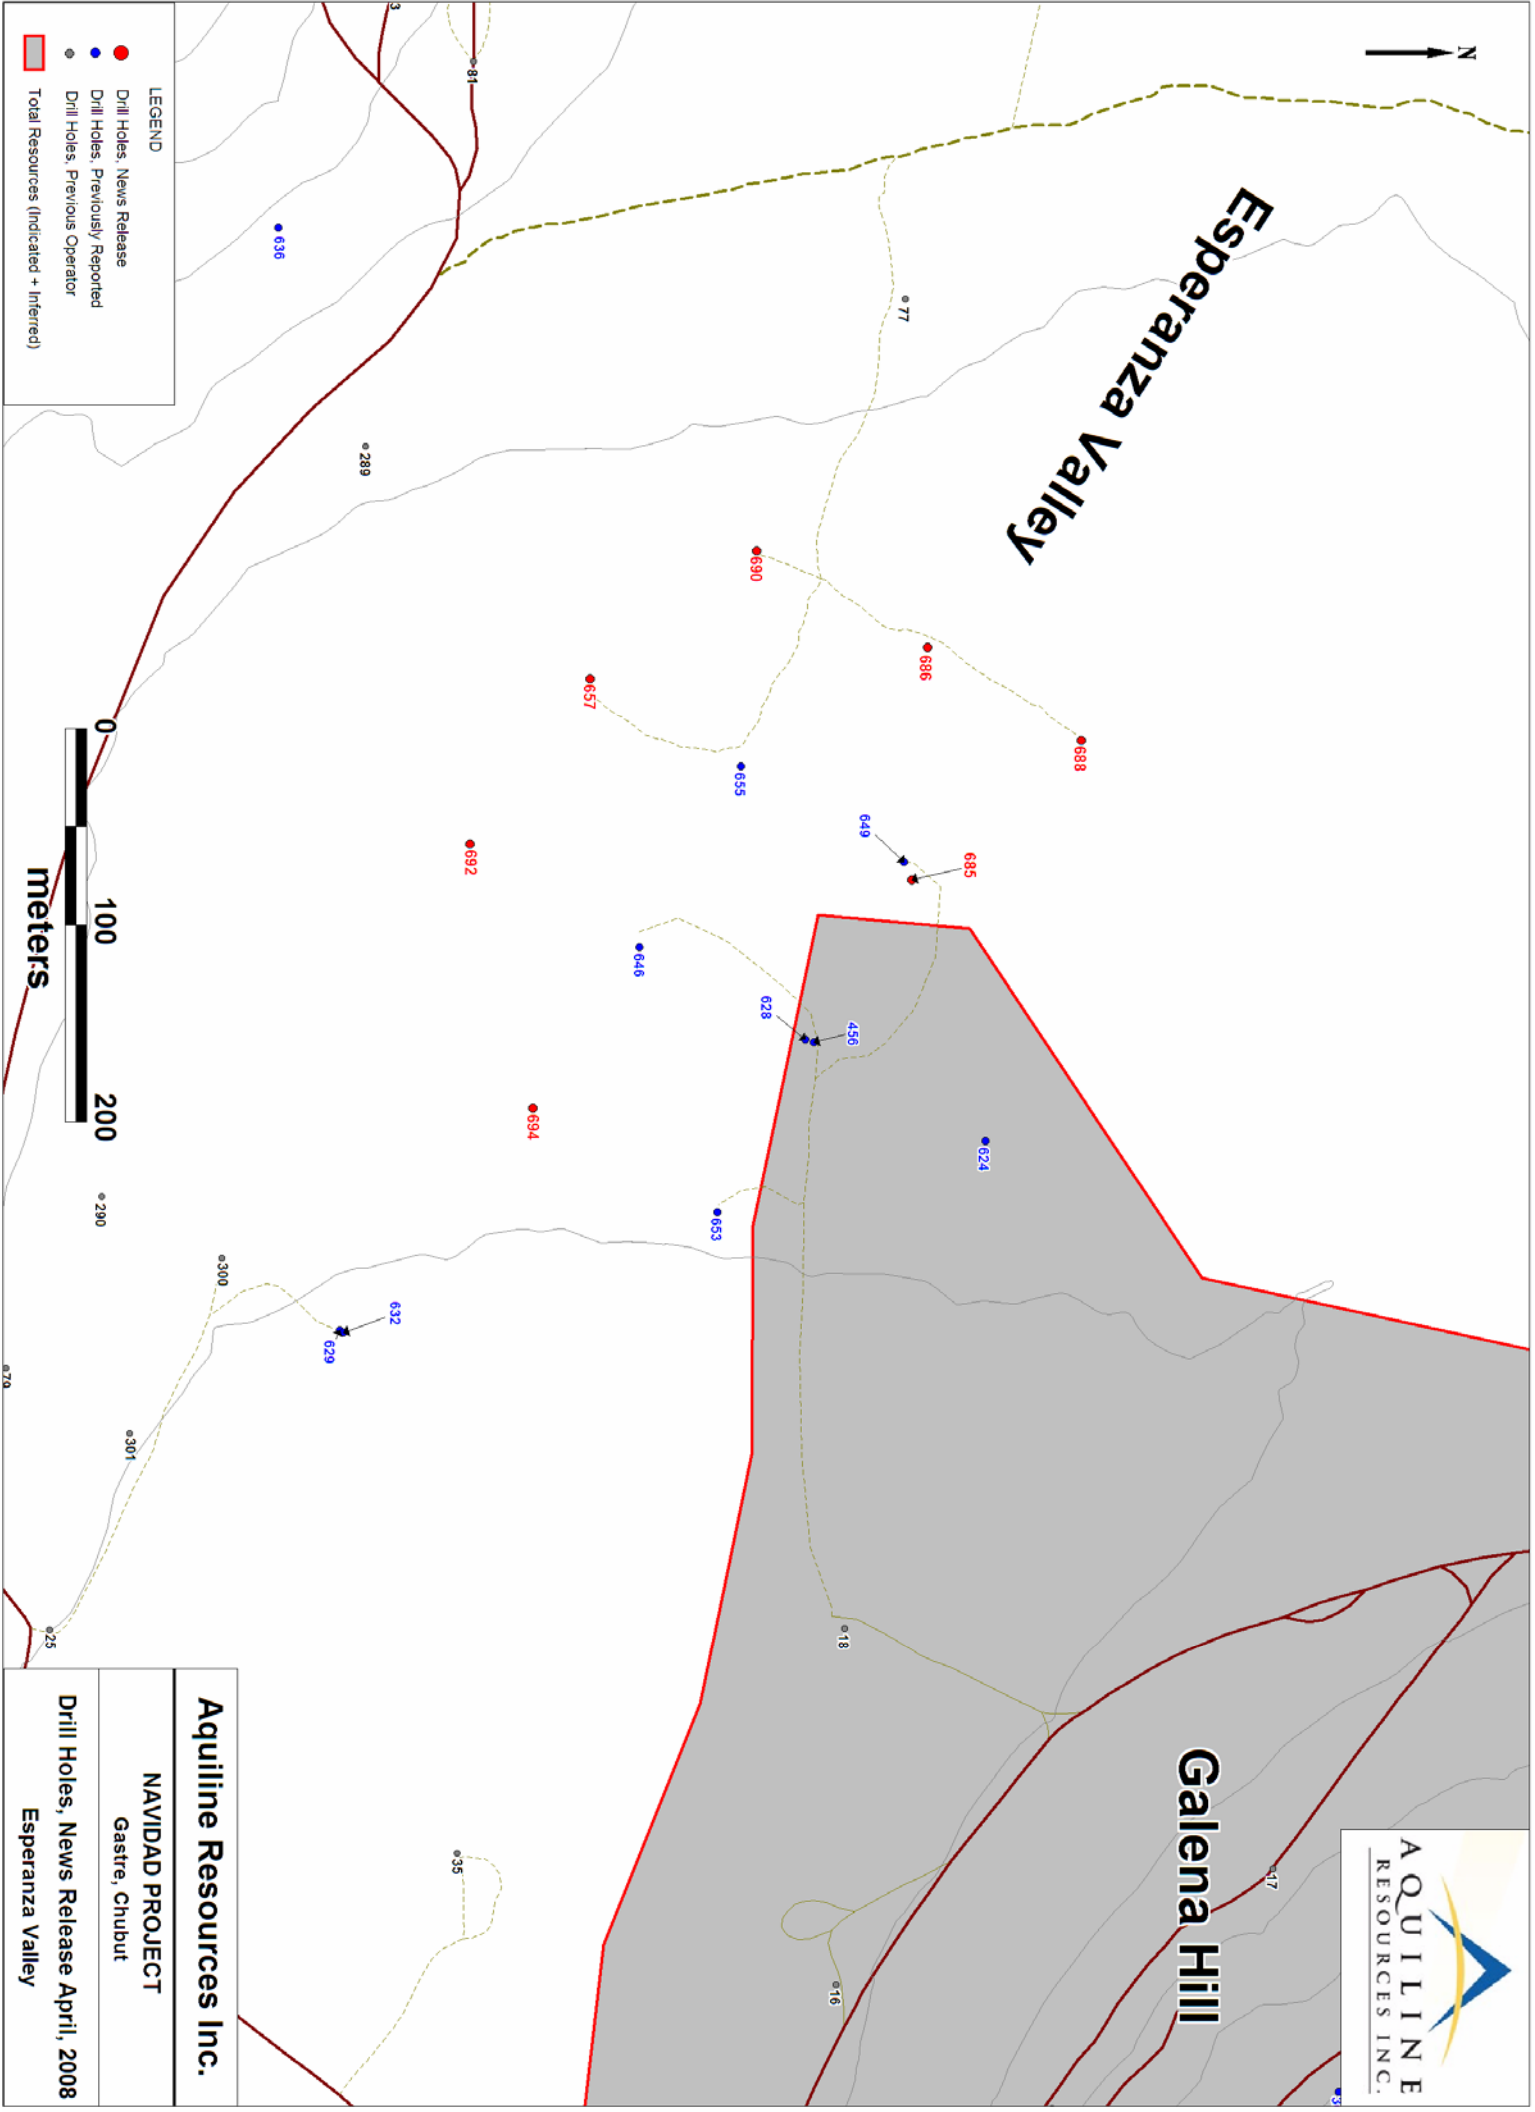 N
Esperanza Valley
Galena Hill
AQUILINE
RESOURCES INC.
81
3
636
77
289
690
686
688
657
655
649
685
692
646
628
456
624
694
653
290
300
632
629
79
301
25
18
17
16
35
LEGEND
Drill Holes, News Release
Drill Holes, Previously Reported
Drill Holes, Previous Operator
Total Resources (Indicated + Inferred)
0 100 200
meters
Aquiline Resources Inc.
NAVIDAD PROJECT
Gastre, Chubut
Drill Holes, News Release April, 2008
Esperanza Valley